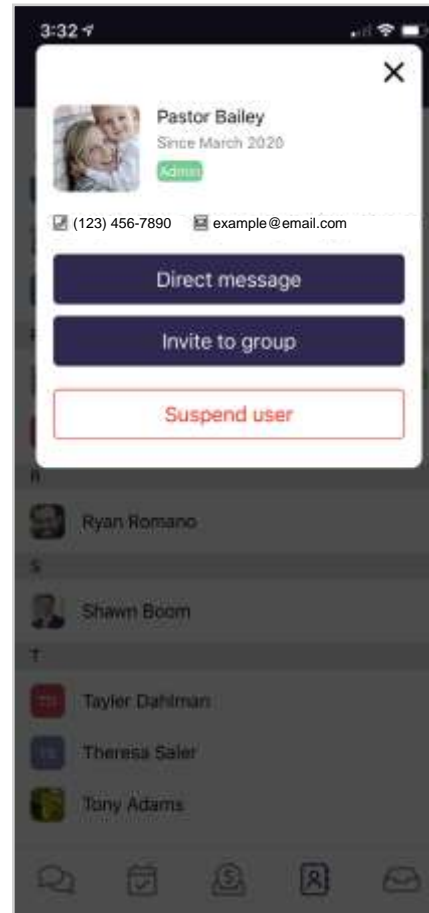 3:32
Pastor Bailey
Since March 2020
Admin
(123) 456-7890 example@email.com
Direct message
Invite to group
Suspend user
R
Ryan Romano
S
Shawn Boom
T
Tayler Dahlman
Theresa Saler
Tony Adams